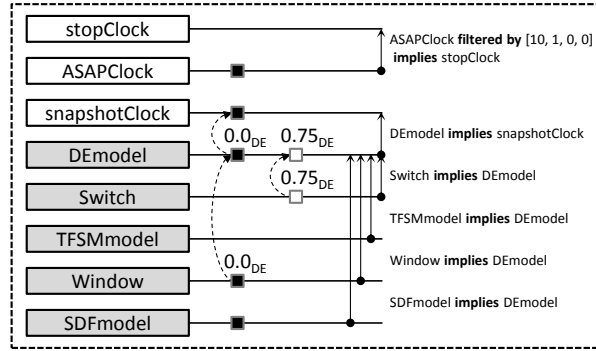 stopClock
ASAPClock filtered by [10, 1, 0, 0]
implies stopClock
ASAPClock
snapshotClock
DEmodel implies snapshotClock
0.0DE 0.75DE
DEmodel
Switch implies DEmodel
0.75DE
Switch
TFSMmodel implies DEmodel
TFSMmodel
Window implies DEmodel
0.0DE
Window
SDFmodel implies DEmodel
SDFmodel